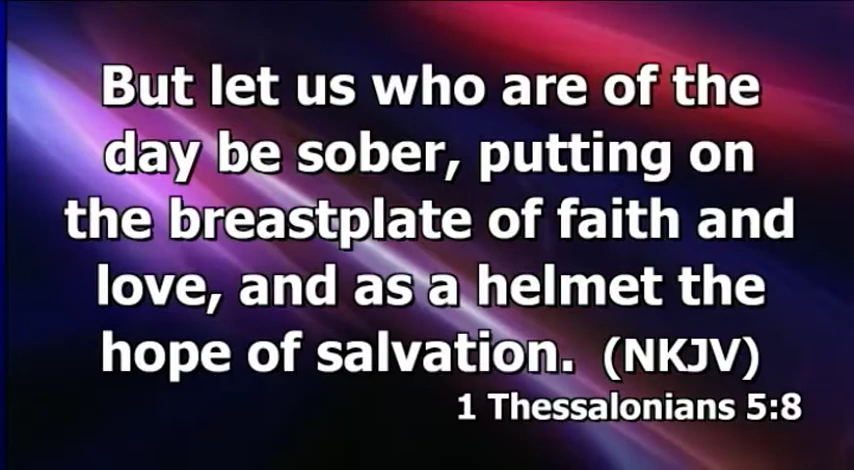 But let us who are of the
day be sober, putting on
the breastplate of faith and
love, and as a helmet the
hope of salvation. (NKJV)
1 Thessalonians 5:8